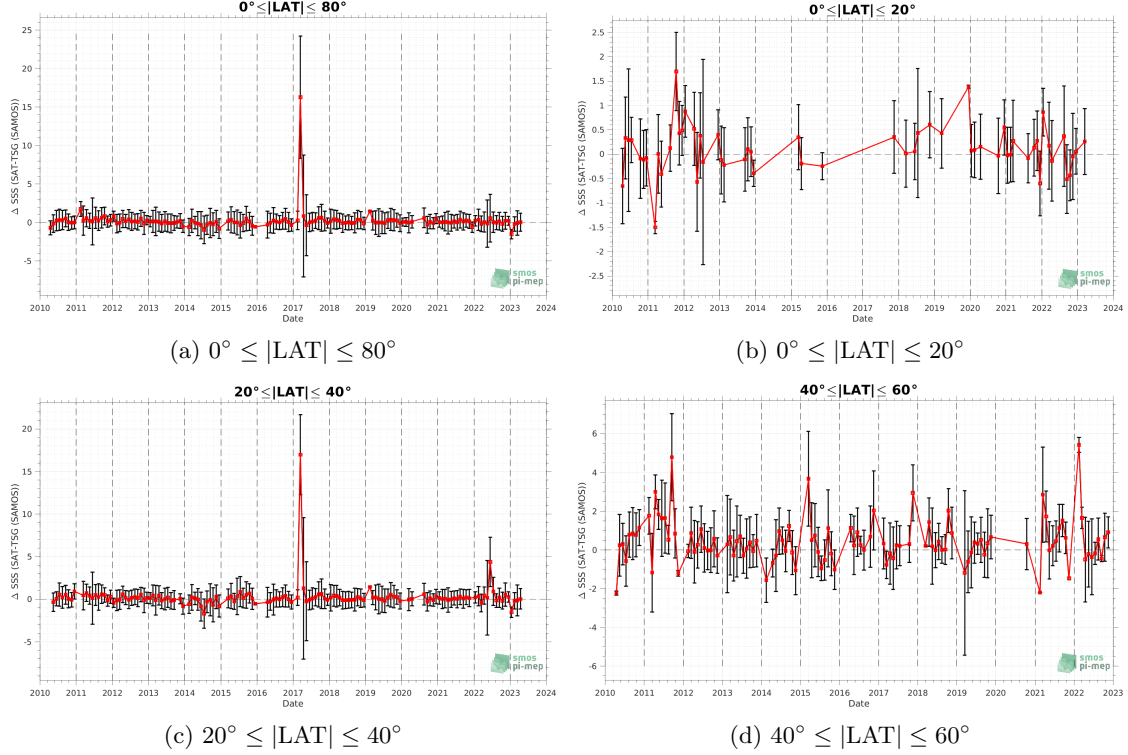 0°≤|LAT|≤ 80°
Δ SSS (SAT-TSG (SAMOS))
25
20
15
10
5
0
-5
2010 2011 2012 2013 2014 2015 2016 2017 2018 2019 2020 2021 2022 2023 2024
Date
smos
pi-mep
(a) 0° ≤ |LAT| ≤ 80°
0°≤|LAT|≤ 20°
Δ SSS (SAT-TSG (SAMOS))
2.5
2
1.5
1
0.5
0
-0.5
-1
-1.5
-2
-2.5
2010 2011 2012 2013 2014 2015 2016 2017 2018 2019 2020 2021 2022 2023 2024
Date
smos
pi-mep
(b) 0° ≤ |LAT| ≤ 20°
20°≤|LAT|≤ 40°
Δ SSS (SAT-TSG (SAMOS))
20
15
10
5
0
-5
2010 2011 2012 2013 2014 2015 2016 2017 2018 2019 2020 2021 2022 2023 2024
Date
smos
pi-mep
(c) 20° ≤ |LAT| ≤ 40°
40°≤|LAT|≤ 60°
Δ SSS (SAT-TSG (SAMOS))
6
4
2
0
-2
-4
-6
2010 2011 2012 2013 2014 2015 2016 2017 2018 2019 2020 2021 2022 2023
Date
smos
pi-mep
(d) 40° ≤ |LAT| ≤ 60°